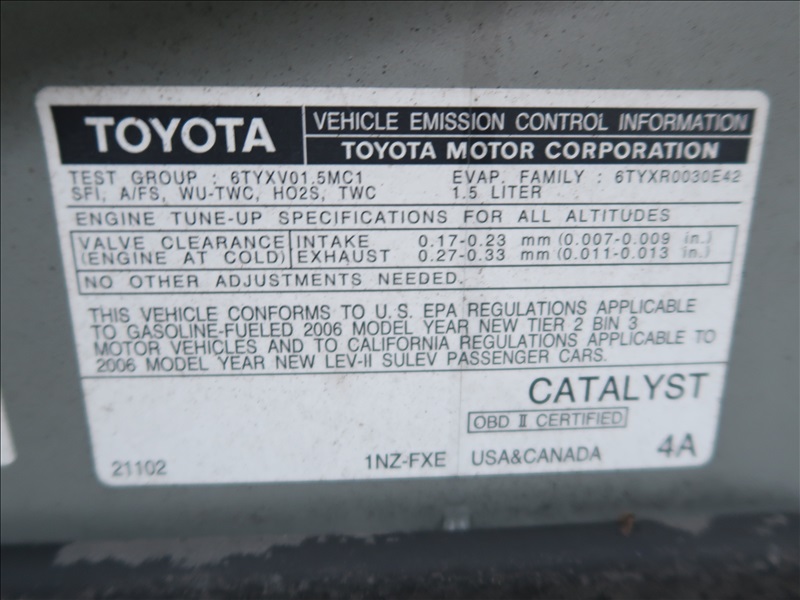 TOYOTA
VEHICLE EMISSION CONTROL INFORMATION
TOYOTA MOTOR CORPORATION
TEST GROUP : 6TYXV01.5MC1 EVAP. FAMILY : 6TYXR0030E42
SFI, A/FS, WU-TWC, HO2S, TWC 1.5 LITER
ENGINE TUNE-UP SPECIFICATIONS FOR ALL ALTITUDES
VALVE CLEARANCE INTAKE 0.17-0.23 mm (0.007-0.009 in.)
(ENGINE AT COLD) EXHAUST 0.27-0.33 mm (0.011-0.013 in.)
NO OTHER ADJUSTMENTS NEEDED.
THIS VEHICLE CONFORMS TO U.S. EPA REGULATIONS APPLICABLE
TO GASOLINE-FUELED 2006 MODEL YEAR NEW TIER 2 BIN 3
MOTOR VEHICLES AND TO CALIFORNIA REGULATIONS APPLICABLE TO
2006 MODEL YEAR NEW LEV-II SULEV PASSENGER CARS.
CATALYST
OBD II CERTIFIED
21102 1NZ-FXE USA&CANADA 4A